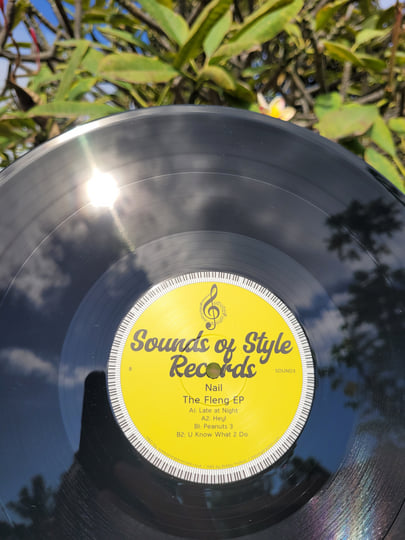 Sounds of Style
Records
B
SOUND5
Nail
The Fleng EP
A1: Late at Night
A2: Hey!
B1: Peanuts 3
B2: U Know What 2 Do